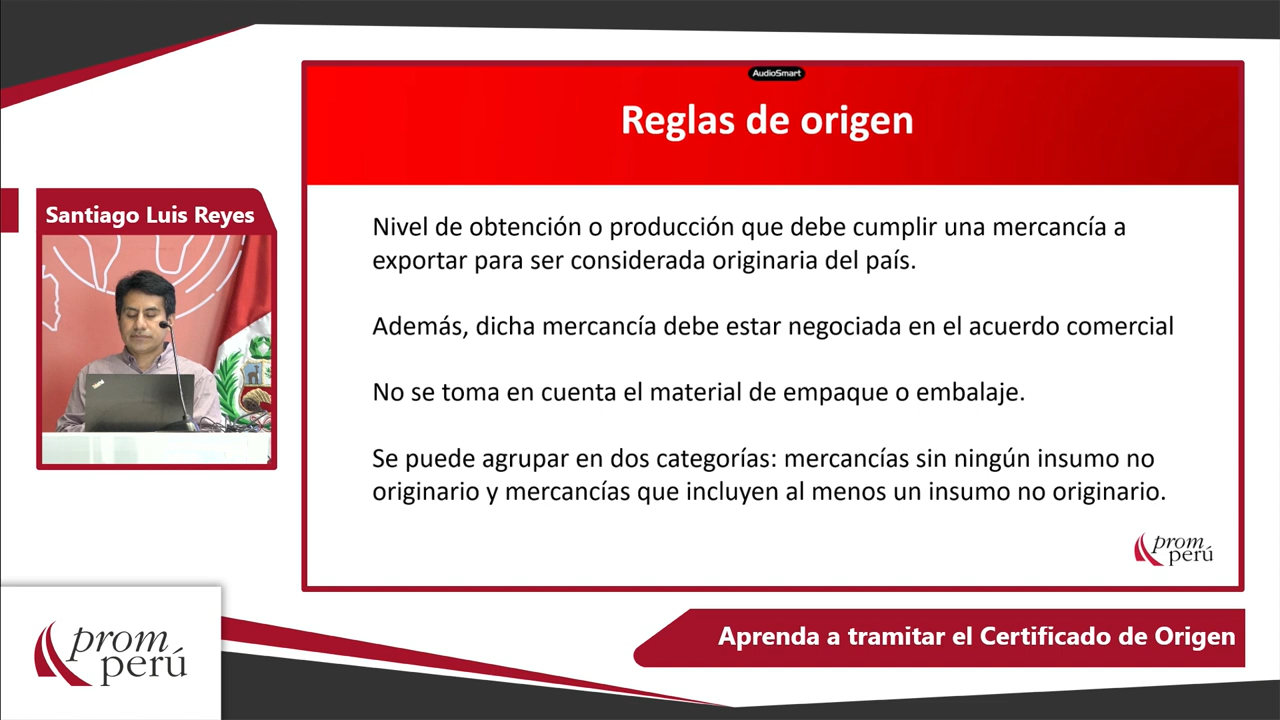 AudioSmart
Reglas de origen
Santiago Luis Reyes
Nivel de obtención o producción que debe cumplir una mercancía a
exportar para ser considerada originaria del país.
Además, dicha mercancía debe estar negociada en el acuerdo comercial
No se toma en cuenta el material de empaque o embalaje.
Se puede agrupar en dos categorías: mercancías sin ningún insumo no
originario y mercancías que incluyen al menos un insumo no originario.
prom
perú
Aprenda a tramitar el Certificado de Origen
prom
perú